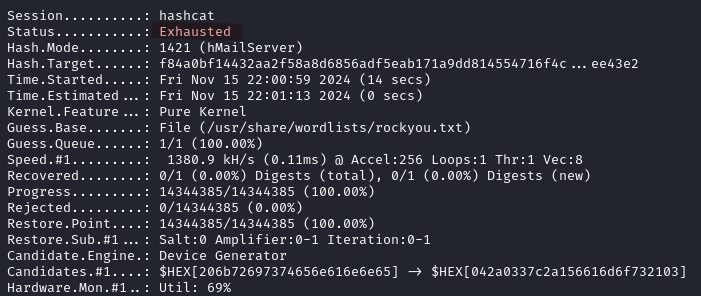 Session..........: hashcat
Status...........: Exhausted
Hash.Mode........: 1421 (hMailServer)
Hash.Target......: f84a0bf14432aa2f58a8d6856adf5eab171a9dd814554716f4c...ee43e2
Time.Started.....: Fri Nov 15 22:00:59 2024 (14 secs)
Time.Estimated...: Fri Nov 15 22:01:13 2024 (0 secs)
Kernel.Feature...: Pure Kernel
Guess.Base.......: File (/usr/share/wordlists/rockyou.txt)
Guess.Queue......: 1/1 (100.00%)
Speed.#1.........:  1380.9 kH/s (0.11ms) @ Accel:256 Loops:1 Thr:1 Vec:8
Recovered........: 0/1 (0.00%) Digests (total), 0/1 (0.00%) Digests (new)
Progress.........: 14344385/14344385 (100.00%)
Rejected.........: 0/14344385 (0.00%)
Restore.Point....: 14344385/14344385 (100.00%)
Restore.Sub.#1...: Salt:0 Amplifier:0-1 Iteration:0-1
Candidate.Engine.: Device Generator
Candidates.#1....: $HEX[206b72697374656e616e6e65] -> $HEX[042a0337c2a156616d6f732103]
Hardware.Mon.#1..: Util: 69%